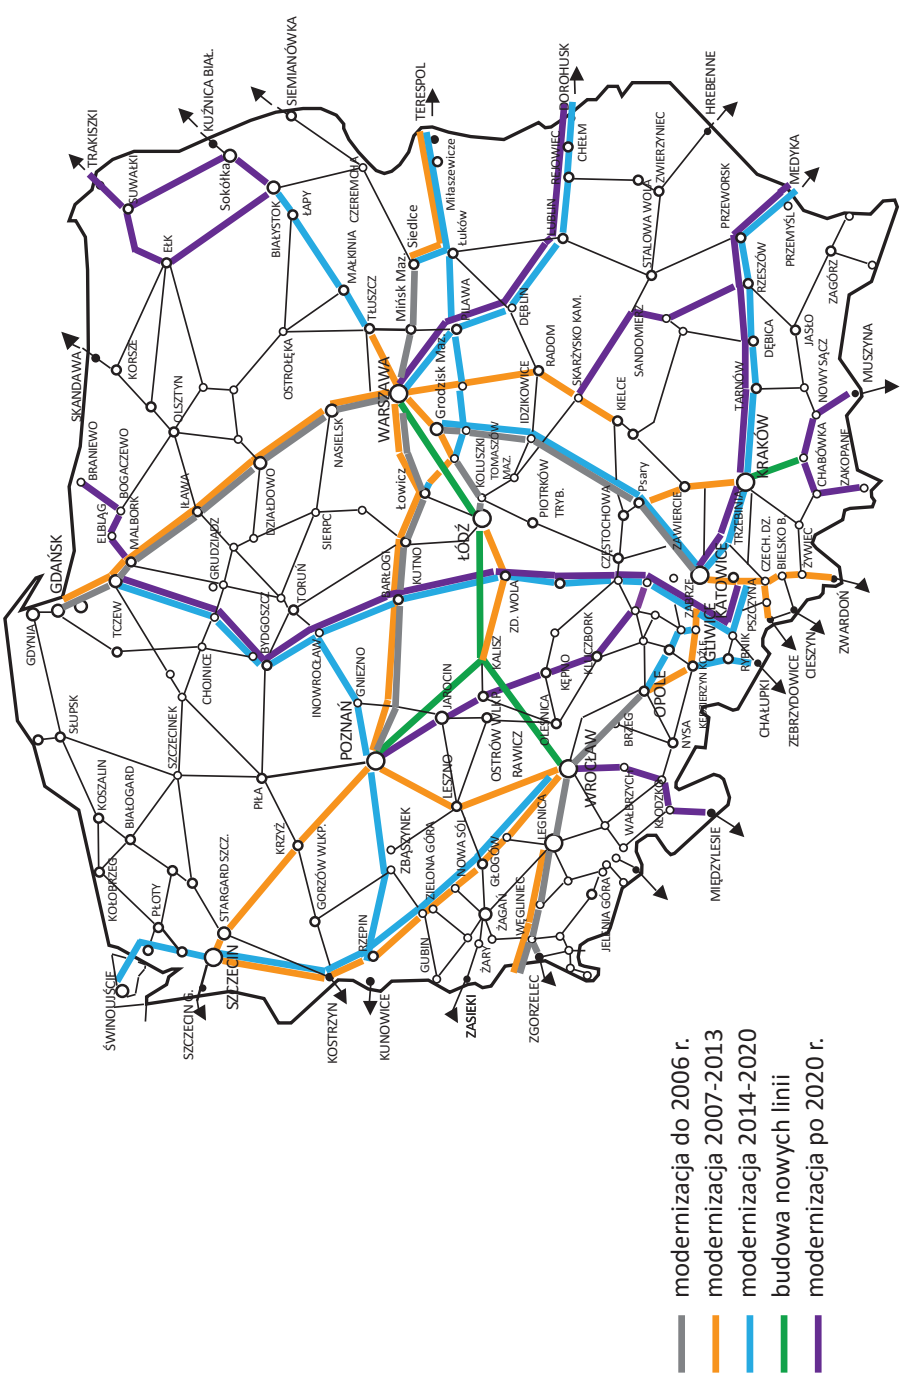 TRAKISZKI
KUŹNICA BIAŁ.
SIEMIANÓWKA
SUWAŁKI
Sokółka
SKANDAWA
EŁK
BIAŁYSTOK
ŁAPY
CZEREMCHA
TERESPOL
Siedlce
Miłaszewicze
Łuków
DOROHUSK
REJOWIEC
CHEŁM
HREBENNE
ZWIERZYNIEC
STALOWA WOLA
LUBLIN
KORSZE
OLSZTYN
OSTROŁĘKA
MAŁKINIA
TŁUSZCZ
Mińsk Maz.
PILAWA
DĘBLIN
RADOM
SKARŻYSKO KAM.
SANDOMIERZ
PRZEWORSK
MEDYKA
PRZEMYŚL
RZESZÓW
ZAGÓRZ
JASŁO
DĘBICA
TARNÓW
NOWY SĄCZ
MUSZYNA
CHABÓWKA
ZAKOPANE
KRAKÓW
BRANIEWO
BOGACZEWO
ELBLĄG
MALBORK
IŁAWA
DZIAŁDOWO
NASIELSK
WARSZAWA
Grodzisk Maz.
IDZIKOWICE
KIELCE
GDAŃSK
GDYNIA
TCZEW
GRUDZIĄDZ
SIERPC
TORUŃ
Łowicz
KOLUSZKI
TOMASZÓW
MAZ.
PIOTRKÓW
TRYB.
Psary
CZĘSTOCHOWA
ZAWIERCIE
TRZEBINIA
KATOWICE
CZECH. DZ.
BIELSKO B.
ŻYWIEC
ŁÓDŹ
KUTNO
BARŁOGI
ZD. WOLA
ZABRZE
GLIWICE
PSZCZYNA
RYBNIK
ZWARDOŃ
CIESZYN
ZEBRZYDOWICE
CHAŁUPKI
KĘDZIERZYN KOŹLE
BYDGOSZCZ
CHOJNICE
INOWROCŁAW
GNIEZNO
KALISZ
JAROCIN
KĘPNO
KLUCZBORK
OPOLE
OLEŚNICA
BRZEG
NYSA
SŁUPSK
SZCZECINEK
SZCZECINEK
PIŁA
POZNAŃ
OSTRÓW WLKP.
RAWICZ
LESZNO
WROCŁAW
WAŁBRZYCH
KŁODZKO
MIĘDZYLESIE
KOSZALIN
BIAŁOGARD
KOŁOBRZEG
PŁOTY
KRZYŻ
STARGARD SZCZ.
GORZÓW WLKP.
ZBĄSZYNEK
ZIELONA GÓRA
NOWA SÓL
GŁOGÓW
LEGNICA
ŻAGAŃ
WĘGLINIEC
JELENIA GÓRA
RZEPIN
GUBIN
ŻARY
ŚWINOUJŚCIE
SZCZECIN G.
SZCZECIN
KOSTRZYN
KUNOWICE
ZASIEKI
ZGORZELEC
modernizacja do 2006 r.
modernizacja 2007-2013
modernizacja 2014-2020
budowa nowych linii
modernizacja po 2020 r.